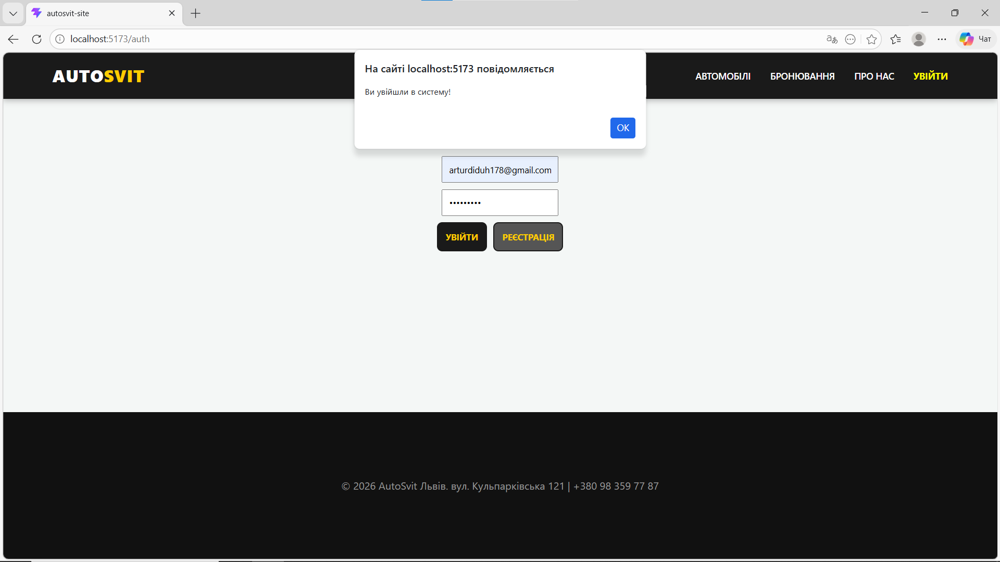 autosvit-site
localhost:5173/auth
Чат
AUTOSVIT
АВТОМОБІЛІ
БРОНЮВАННЯ
ПРО НАС
УВІЙТИ
На сайті localhost:5173 повідомляється
Ви увійшли в систему!
OK
arturdiduh178@gmail.com
•••••••••
УВІЙТИ
РЕЄСТРАЦІЯ
© 2026 AutoSvit Львів. вул. Кульпарківська 121 | +380 98 359 77 87